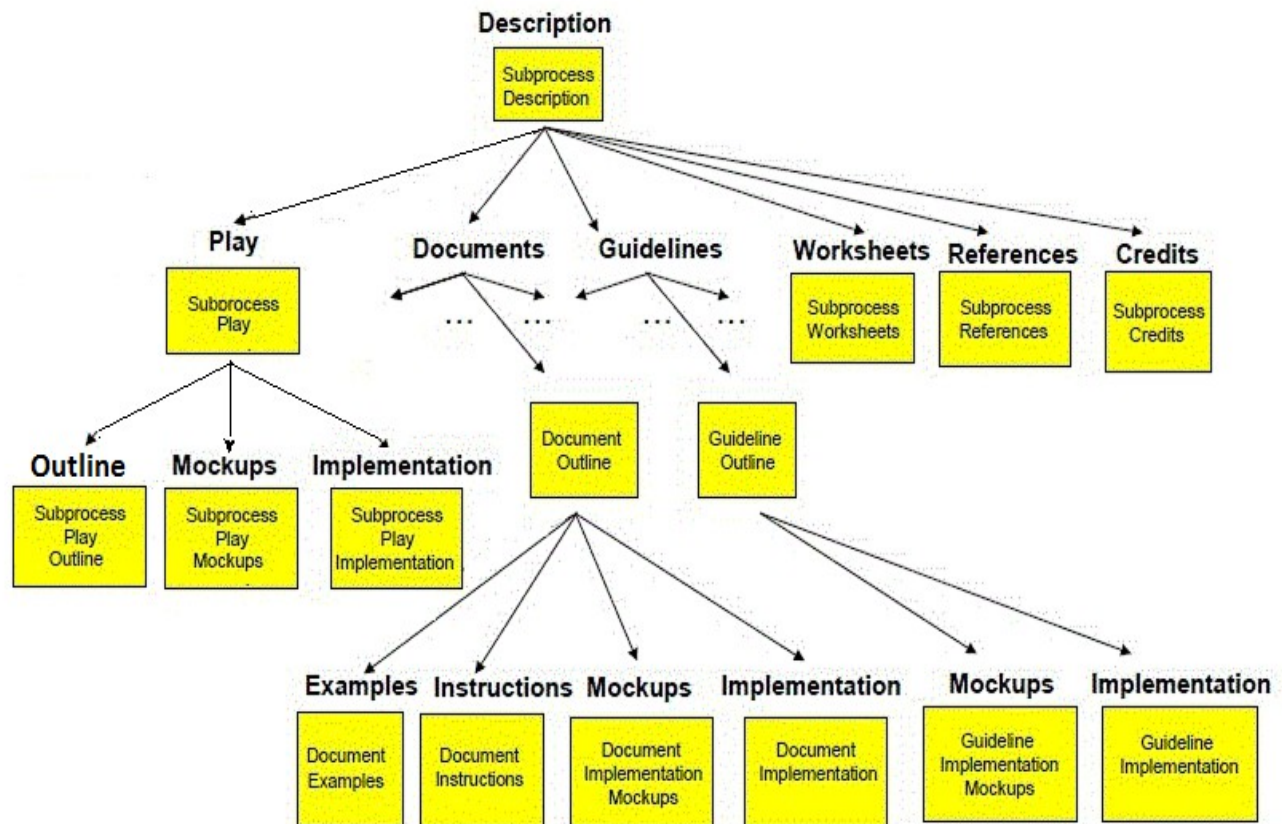 Description
Subprocess
Description
Play
Documents
Guidelines
Worksheets
References
Credits
Subprocess
Play
...
...
...
...
Subprocess
Worksheets
Subprocess
References
Subprocess
Credits
Document
Outline
Guideline
Outline
Outline
Mockups
Implementation
Subprocess
Play
Outline
Subprocess
Play
Mockups
Subprocess
Play
Implementation
Examples
Instructions
Mockups
Implementation
Mockups
Implementation
Document
Examples
Document
Instructions
Document
Implementation
Mockups
Document
Implementation
Guideline
Implementation
Mockups
Guideline
Implementation